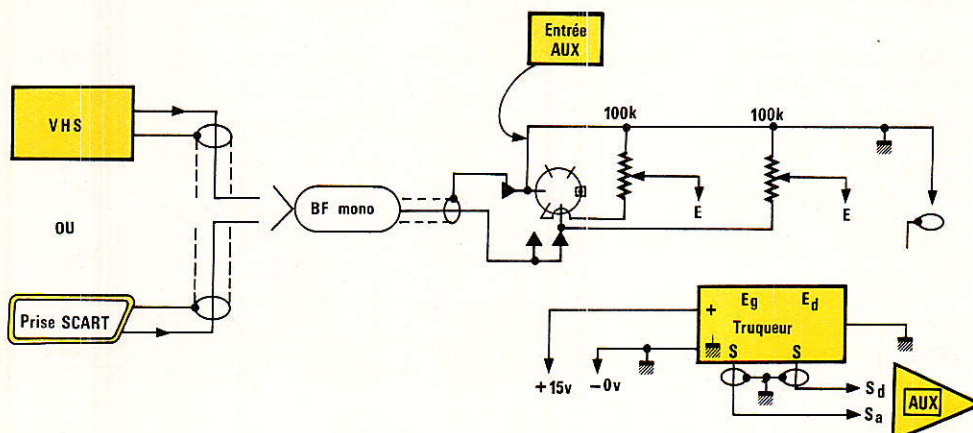 Entrée
AUX
VHS
100k
100k
BF mono
E
E
OU
Prise SCART
+
Eg
Ed
Truqueur
S
S
+15v
-0v
Sd
Sa
AUX